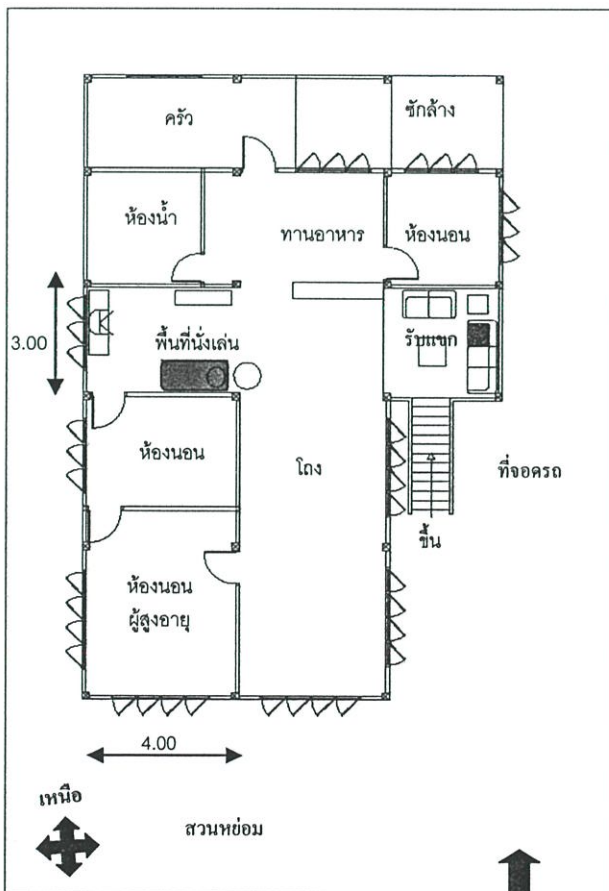 ครัว
ซักล้าง
ห้องน้ำ
ทานอาหาร
ห้องนอน
3.00
พื้นที่นั่งเล่น
รับแขก
ห้องนอน
โถง
ที่จอดรถ
ขึ้น
ห้องนอน
ผู้สูงอายุ
4.00
เหนือ
สวนหย่อม